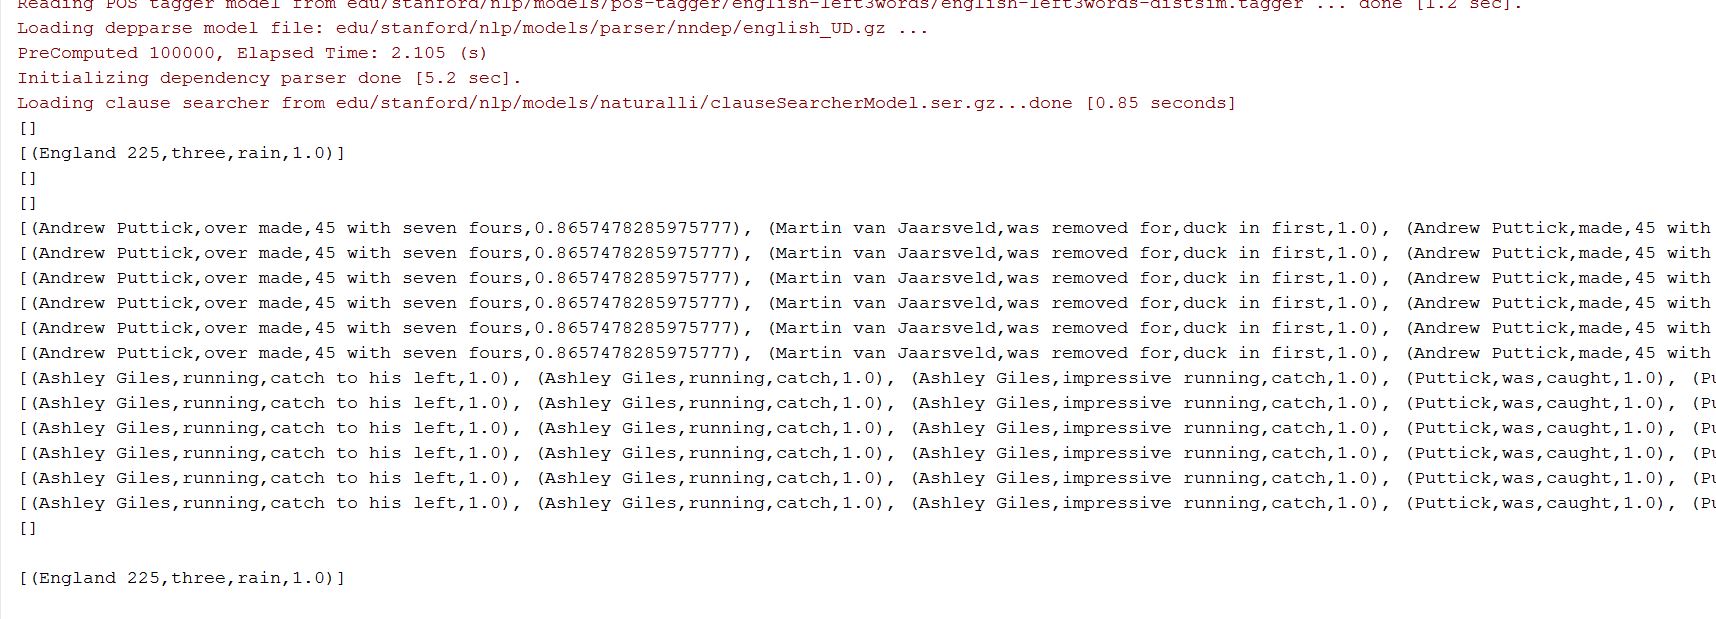 Reading POS tagger model from edu/stanford/nlp/models/pos-tagger/english-left3words/english-left3words-distsim.tagger ... done [1.2 sec].
Loading depparse model file: edu/stanford/nlp/models/parser/nndep/english_UD.gz ...
PreComputed 100000, Elapsed Time: 2.105 (s)
Initializing dependency parser done [5.2 sec].
Loading clause searcher from edu/stanford/nlp/models/naturalli/clauseSearcherModel.ser.gz...done [0.85 seconds]
[]
[(England 225,three,rain,1.0)]
[]
[]
[(Andrew Puttick,over made,45 with seven fours,0.8657478285975777), (Martin van Jaarsveld,was removed for,duck in first,1.0), (Andrew Puttick,made,45 with
[(Andrew Puttick,over made,45 with seven fours,0.8657478285975777), (Martin van Jaarsveld,was removed for,duck in first,1.0), (Andrew Puttick,made,45 with
[(Andrew Puttick,over made,45 with seven fours,0.8657478285975777), (Martin van Jaarsveld,was removed for,duck in first,1.0), (Andrew Puttick,made,45 with
[(Andrew Puttick,over made,45 with seven fours,0.8657478285975777), (Martin van Jaarsveld,was removed for,duck in first,1.0), (Andrew Puttick,made,45 with
[(Andrew Puttick,over made,45 with seven fours,0.8657478285975777), (Martin van Jaarsveld,was removed for,duck in first,1.0), (Andrew Puttick,made,45 with
[(Andrew Puttick,over made,45 with seven fours,0.8657478285975777), (Martin van Jaarsveld,was removed for,duck in first,1.0), (Andrew Puttick,made,45 with
[(Ashley Giles,running,catch to his left,1.0), (Ashley Giles,running,catch,1.0), (Ashley Giles,impressive running,catch,1.0), (Puttick,was,caught,1.0), (Pu
[(Ashley Giles,running,catch to his left,1.0), (Ashley Giles,running,catch,1.0), (Ashley Giles,impressive running,catch,1.0), (Puttick,was,caught,1.0), (Pu
[(Ashley Giles,running,catch to his left,1.0), (Ashley Giles,running,catch,1.0), (Ashley Giles,impressive running,catch,1.0), (Puttick,was,caught,1.0), (Pu
[(Ashley Giles,running,catch to his left,1.0), (Ashley Giles,running,catch,1.0), (Ashley Giles,impressive running,catch,1.0), (Puttick,was,caught,1.0), (Pu
[(Ashley Giles,running,catch to his left,1.0), (Ashley Giles,running,catch,1.0), (Ashley Giles,impressive running,catch,1.0), (Puttick,was,caught,1.0), (Pu
[(Ashley Giles,running,catch to his left,1.0), (Ashley Giles,running,catch,1.0), (Ashley Giles,impressive running,catch,1.0), (Puttick,was,caught,1.0), (Pu
[]
[(England 225,three,rain,1.0)]